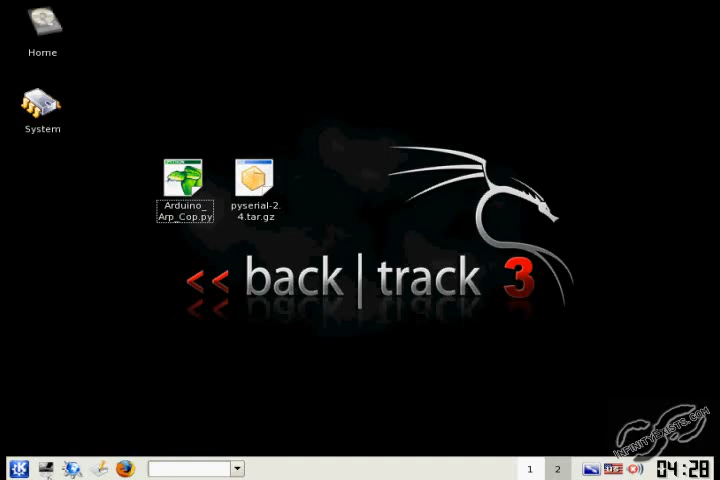 Home
System
Arduino_
Arp_Cop.py
pyserial-2.
4.tar.gz
<< back | track 3
INFINITYEXISTS.COM
1
2
04:28